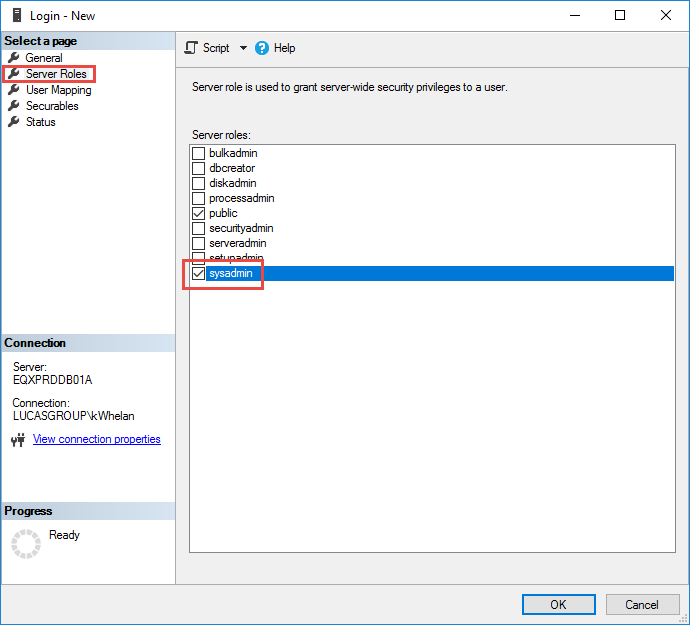 Login - New
Select a page
General
Server Roles
User Mapping
Securables
Status
Script
Help
Server role is used to grant server-wide security privileges to a user.
Server roles:
bulkadmin
dbcreator
diskadmin
processadmin
public
securityadmin
serveradmin
setupadmin
sysadmin
Connection
Server:
EQXPRDDB01A
Connection:
LUCASGROUP\kWhelan
View connection properties
Progress
Ready
OK
Cancel